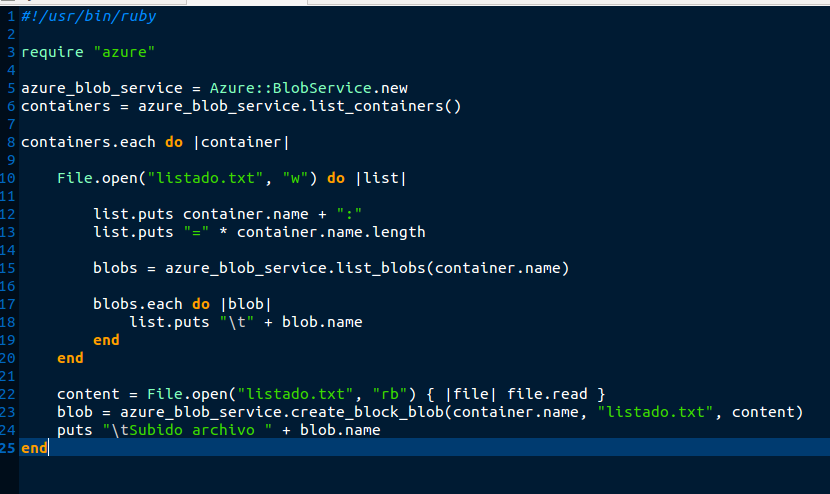 1 #!/usr/bin/ruby
2
3 require "azure"
4
5 azure_blob_service = Azure::BlobService.new
6 containers = azure_blob_service.list_containers()
7
8 containers.each do |container|
9
10     File.open("listado.txt", "w") do |list|
11
12         list.puts container.name + ":"
13         list.puts "=" * container.name.length
14
15         blobs = azure_blob_service.list_blobs(container.name)
16
17         blobs.each do |blob|
18             list.puts "\t" + blob.name
19         end
20     end
21
22     content = File.open("listado.txt", "rb") { |file| file.read }
23     blob = azure_blob_service.create_block_blob(container.name, "listado.txt", content)
24     puts "\tSubido archivo " + blob.name
25 end